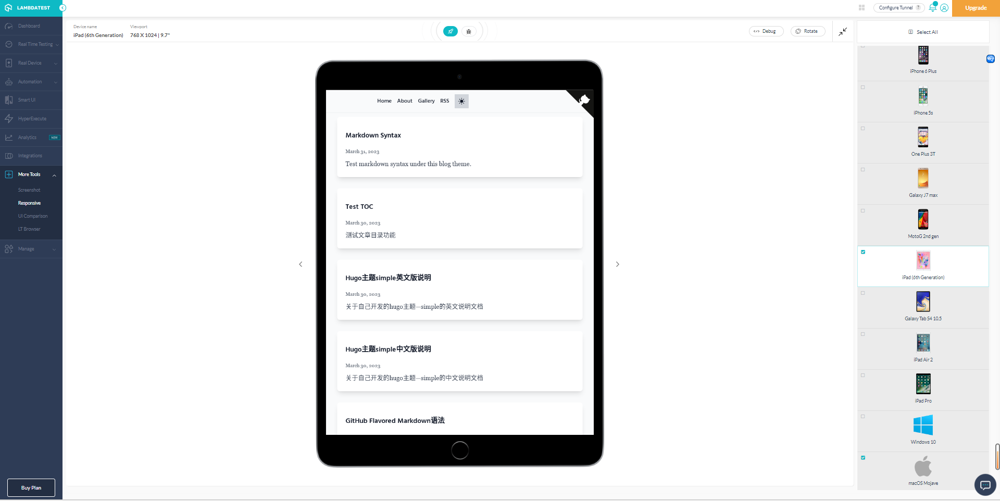 LAMBDATEST
Configure Tunnel ?
Upgrade
Dashboard
Real Time Testing
Real Device
Automation
Smart UI
HyperExecute
Analytics NEW
Integrations
More Tools
Screenshot
Responsive
UI Comparison
LT Browser
Manage
Buy Plan
Device name
iPad (6th Generation)
Viewport
768 X 1024 | 9.7"
Debug
Rotate
Home About Gallery RSS
Markdown Syntax
March 31, 2023
Test markdown syntax under this blog theme.
Test TOC
March 30, 2023
测试文章目录功能
Hugo主题simple英文版说明
March 30, 2023
关于自己开发的hugo主题—simple的英文说明文档
Hugo主题simple中文版说明
March 30, 2023
关于自己开发的hugo主题—simple的中文说明文档
GitHub Flavored Markdown语法
Select All
iPhone 6 Plus
iPhone 5s
One Plus 3T
Galaxy J7 max
MotoG 2nd gen
iPad (6th Generation)
Galaxy Tab S4 10.5
iPad Air 2
iPad Pro
Windows 10
macOS Mojave